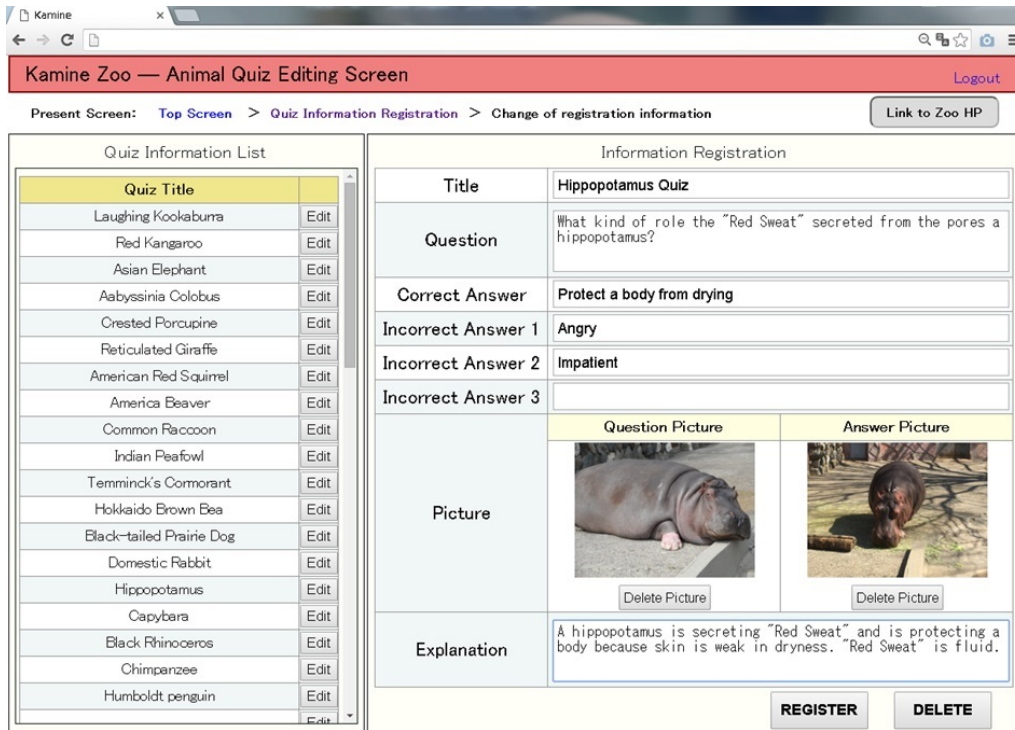 Kamine
Kamine Zoo — Animal Quiz Editing Screen
Logout
Present Screen: Top Screen > Quiz Information Registration > Change of registration information
Link to Zoo HP
Quiz Information List
Quiz Title
Laughing Kookaburra Edit
Red Kangaroo Edit
Asian Elephant Edit
Aabyssinia Colobus Edit
Crested Porcupine Edit
Reticulated Giraffe Edit
American Red Squirrel Edit
America Beaver Edit
Common Raccoon Edit
Indian Peafowl Edit
Temminck's Cormorant Edit
Hokkaido Brown Bea Edit
Black-tailed Prairie Dog Edit
Domestic Rabbit Edit
Hippopotamus Edit
Capybara Edit
Black Rhinoceros Edit
Chimpanzee Edit
Humboldt penguin Edit
Edit
Information Registration
Title Hippopotamus Quiz
Question
What kind of role the "Red Sweat" secreted from the pores a
hippopotamus?
Correct Answer Protect a body from drying
Incorrect Answer 1 Angry
Incorrect Answer 2 Impatient
Incorrect Answer 3
Picture
Question Picture Answer Picture
Delete Picture Delete Picture
Explanation
A hippopotamus is secreting "Red Sweat" and is protecting a
body because skin is weak in dryness. "Red Sweat" is fluid.
REGISTER DELETE